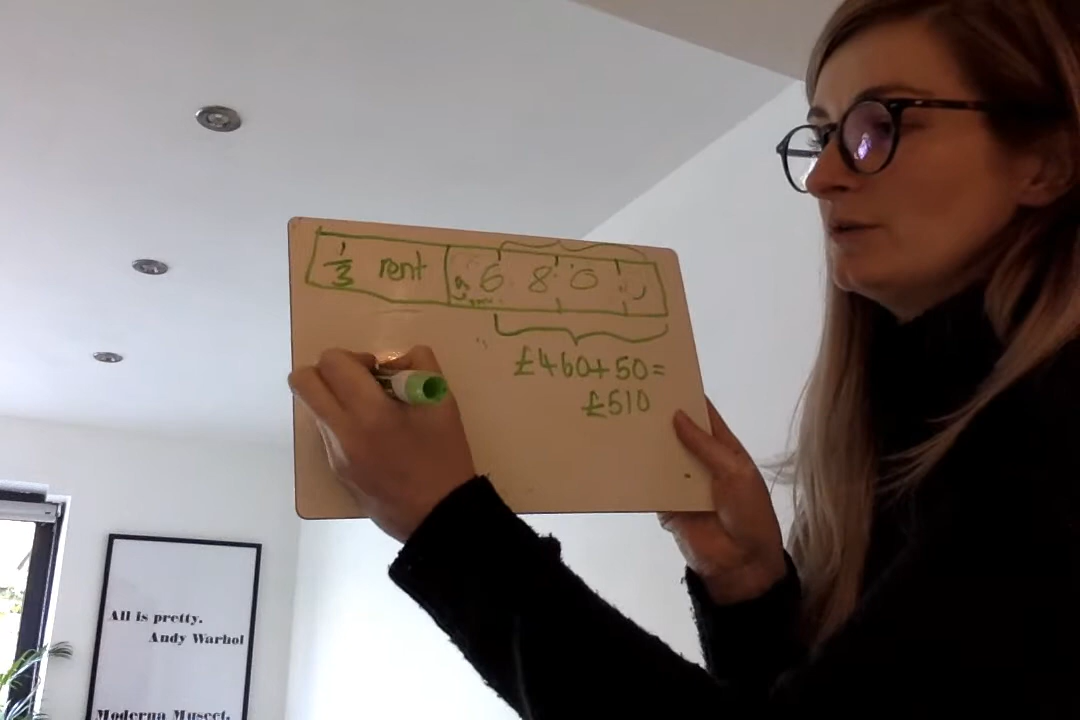 1/3 rent 6 8 0
£460+50=
£510
All is pretty.
Andy Warhol
Moderna Museet.